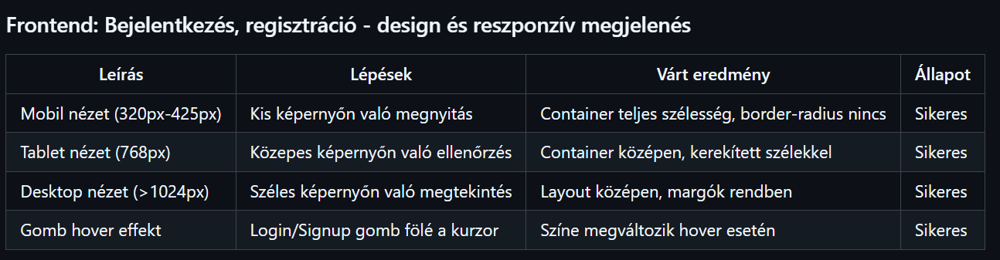 Frontend: Bejelentkezés, regisztráció - design és reszponzív megjelenés
Leírás Lépések Várt eredmény Állapot
Mobil nézet (320px-425px) Kis képernyőn való megnyitás Container teljes szélesség, border-radius nincs Sikeres
Tablet nézet (768px) Közepes képernyőn való ellenőrzés Container középen, kerekített szélekkel Sikeres
Desktop nézet (>1024px) Széles képernyőn való megtekintés Layout középen, margók rendben Sikeres
Gomb hover effekt Login/Signup gomb fölé a kurzor Színe megváltozik hover esetén Sikeres